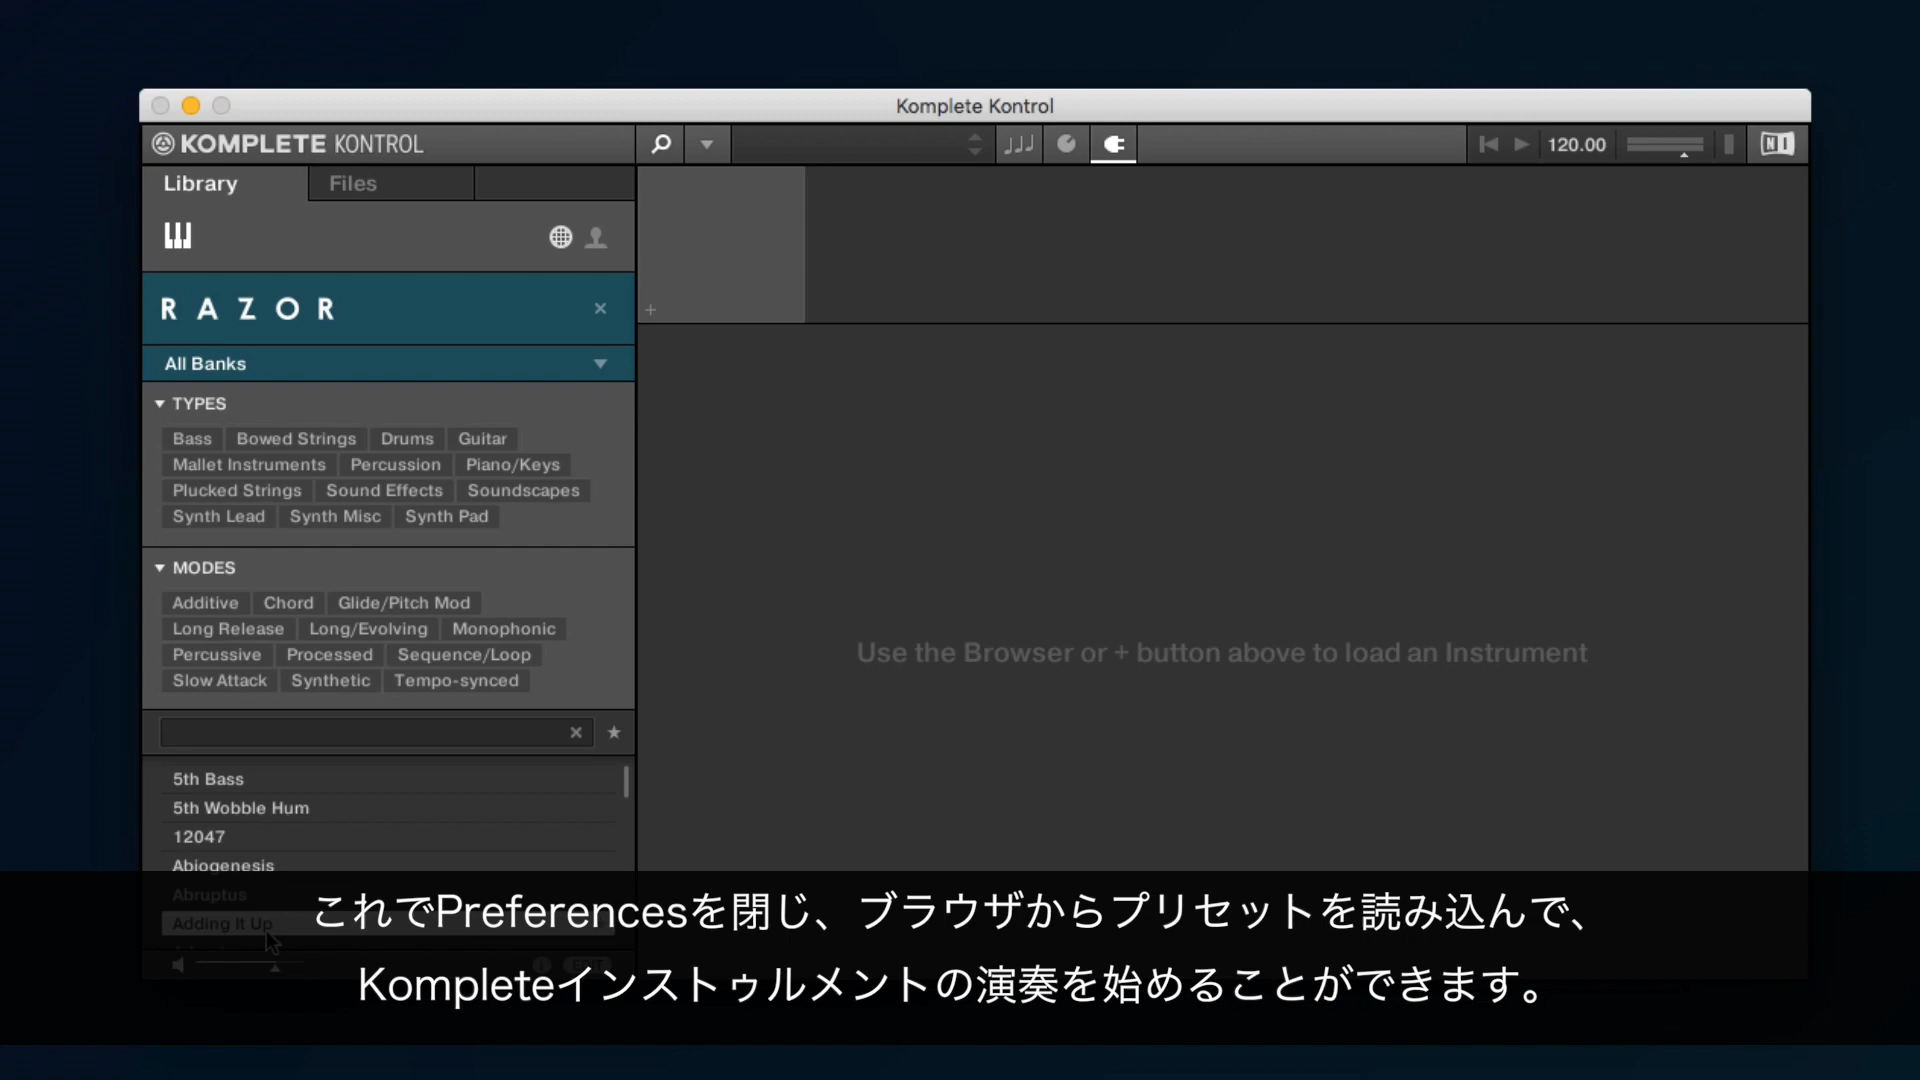 Komplete Kontrol
KOMPLETE KONTROL
120.00
NI
Library
Files
RAZOR
All Banks
TYPES
Bass
Bowed Strings
Drums
Guitar
Mallet Instruments
Percussion
Piano/Keys
Plucked Strings
Sound Effects
Soundscapes
Synth Lead
Synth Misc
Synth Pad
MODES
Additive
Chord
Glide/Pitch Mod
Long Release
Long/Evolving
Monophonic
Percussive
Processed
Sequence/Loop
Slow Attack
Synthetic
Tempo-synced
Use the Browser or + button above to load an Instrument
5th Bass
5th Wobble Hum
12047
Abiogenesis
Abruptus
Adding It Up
EDIT
これでPreferencesを閉じ、ブラウザからプリセットを読み込んで、
Kompleteインストゥルメントの演奏を始めることができます。